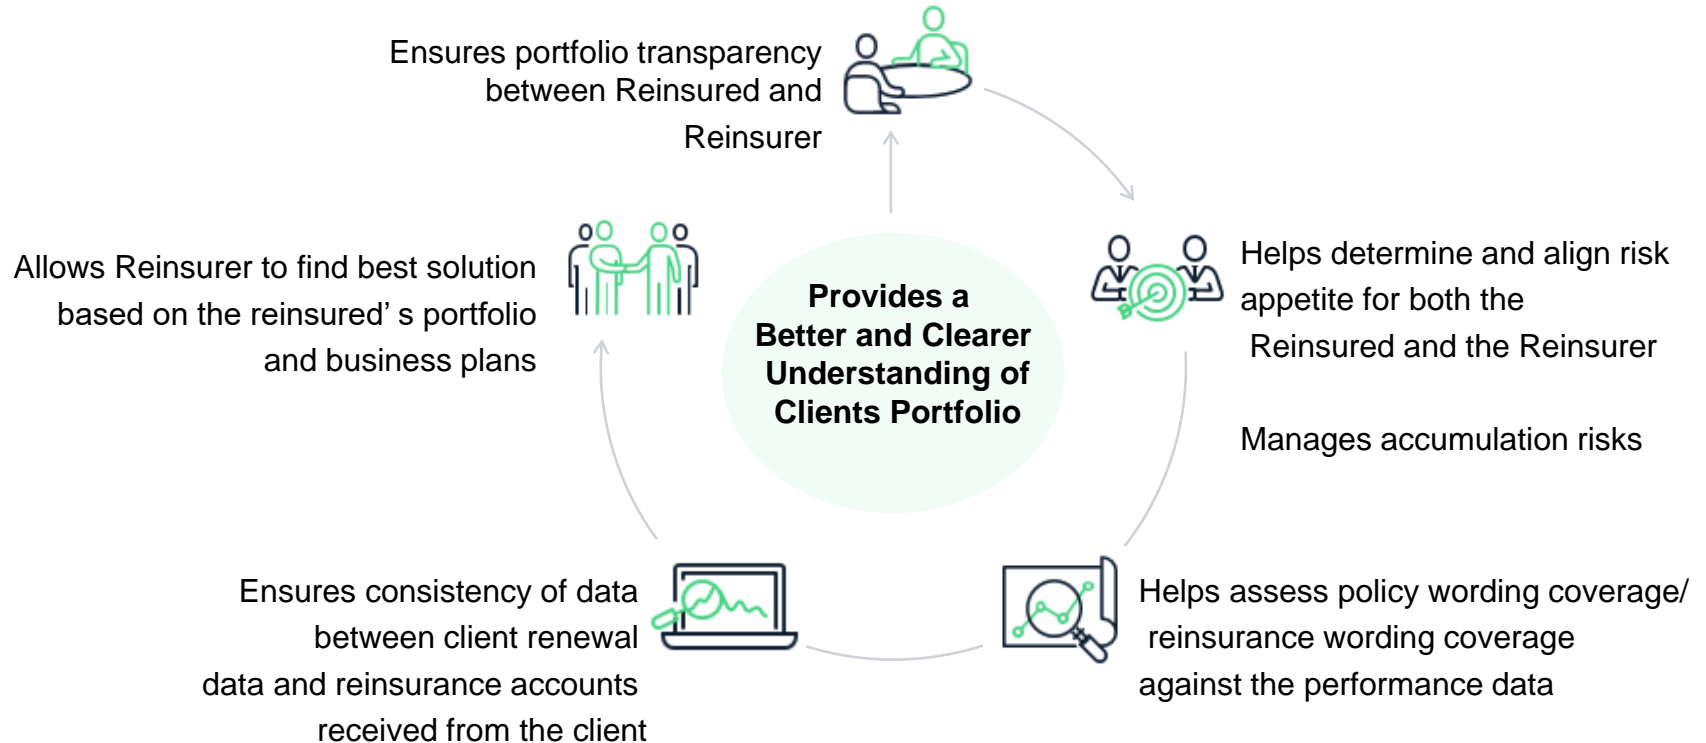 Ensures portfolio transparency
between Reinsured and
Reinsurer
Allows Reinsurer to find best solution
based on the reinsured’ s portfolio
and business plans
Provides a
Better and Clearer
Understanding of
Clients Portfolio
Helps determine and align risk
appetite for both the
Reinsured and the Reinsurer
Manages accumulation risks
Ensures consistency of data
between client renewal
data and reinsurance accounts
received from the client
Helps assess policy wording coverage/
reinsurance wording coverage
against the performance data